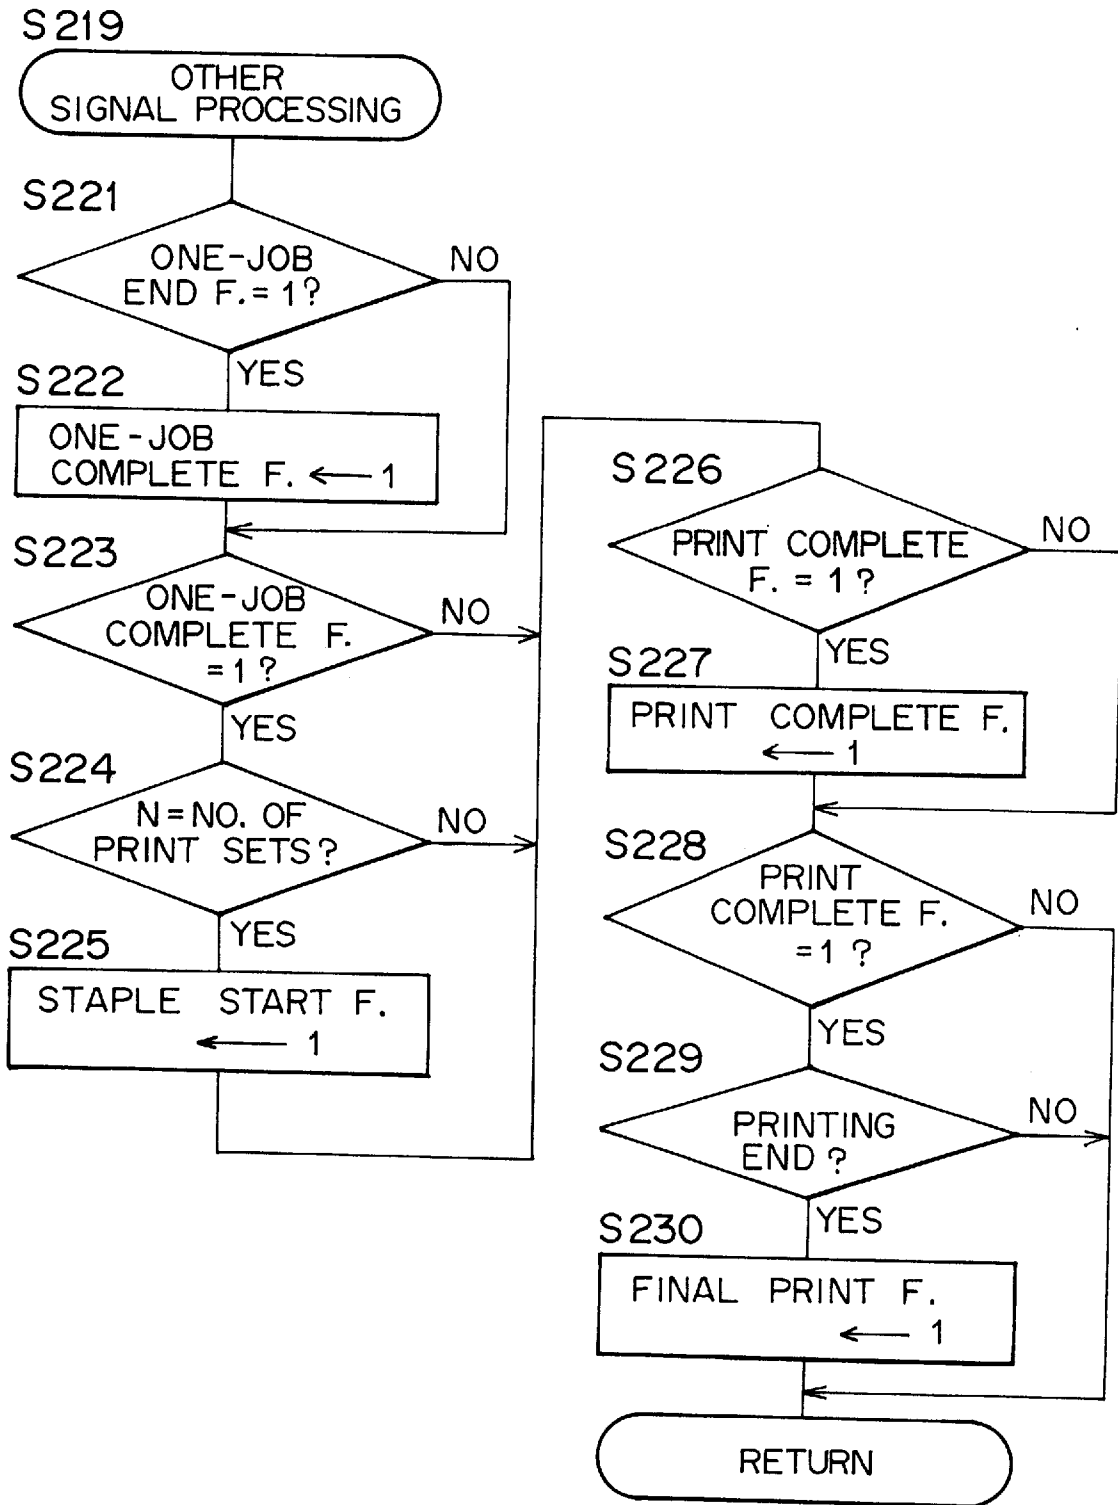 S219
OTHER
SIGNAL PROCESSING
S221
ONE-JOB
END F.=1?
NO
YES
S222
ONE-JOB
COMPLETE F. ← 1
S223
ONE-JOB
COMPLETE F.
=1?
NO
YES
S224
N=NO. OF
PRINT SETS?
NO
YES
S225
STAPLE START F.
← 1
S226
PRINT COMPLETE
F. = 1?
NO
YES
S227
PRINT COMPLETE F.
← 1
S228
PRINT
COMPLETE F.
=1?
NO
YES
S229
PRINTING
END?
NO
YES
S230
FINAL PRINT F.
← 1
RETURN